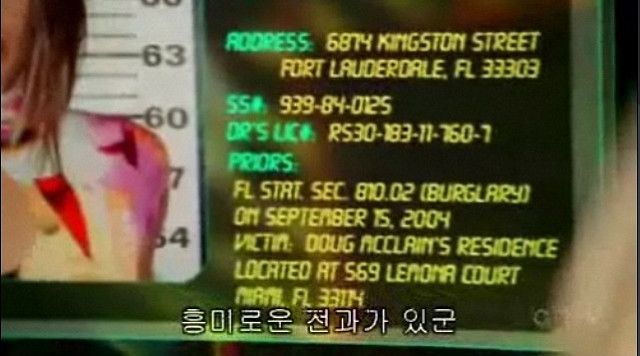 60
63
60
7
54
ADDRESS: 6874 KINGSTON STREET
FORT LAUDERDALE, FL 33303
SS#: 939-84-0125
DR'S LIC#: R530-183-11-760-7
PRIORS:
FL STAT. SEC. 810.02 (BURGLARY)
ON SEPTEMBER 15, 2004
VICTIM: DOUG MCCLAIN'S RESIDENCE
LOCATED AT 569 LEMONA COURT
MIAMI, FL 33114
흥미로운 전과가 있군